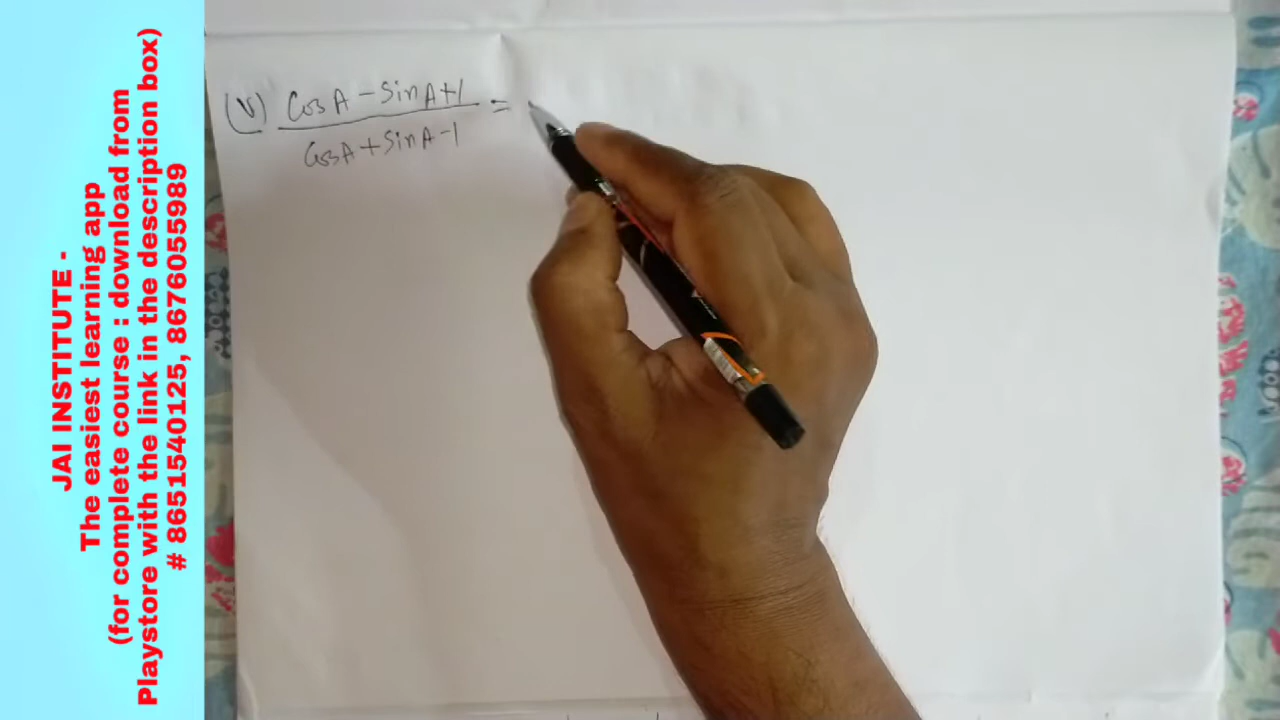 JAI INSTITUTE -
The easiest learning app
(for complete course : download from
Playstore with the link in the description box)
# 8651540125, 8676055989
(V) CosA - SinA+1 =
CosA + SinA - 1